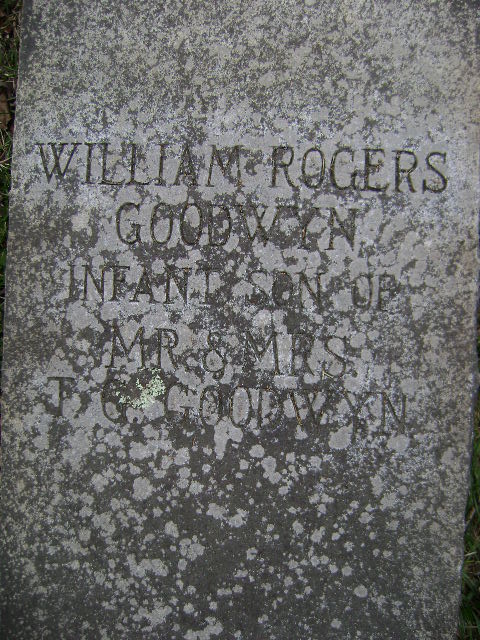 WILLIAM ROGERS
GOODWYN
INFANT SON OF
MR. & MRS
T. G. GOODWYN